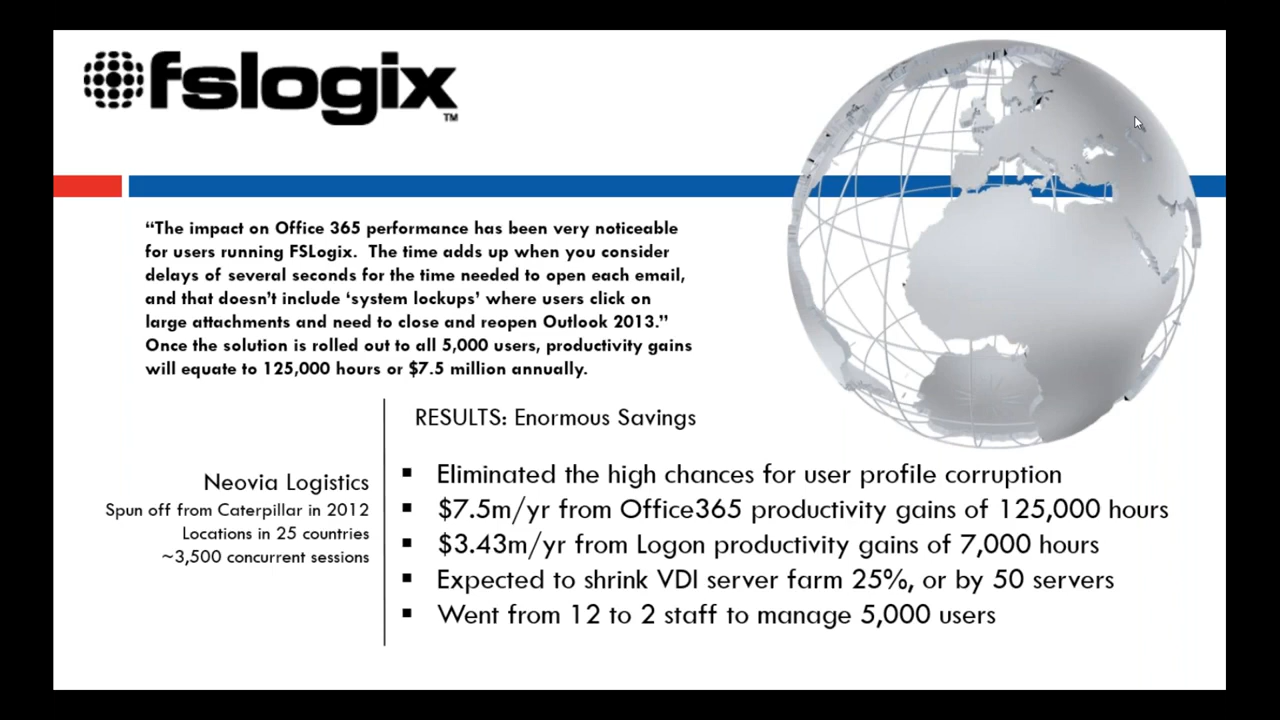 fslogix™
“The impact on Office 365 performance has been very noticeable
for users running FSLogix.  The time adds up when you consider
delays of several seconds for the time needed to open each email,
and that doesn’t include ‘system lockups’ where users click on
large attachments and need to close and reopen Outlook 2013.”
Once the solution is rolled out to all 5,000 users, productivity gains
will equate to 125,000 hours or $7.5 million annually.
Neovia Logistics
Spun off from Caterpillar in 2012
Locations in 25 countries
~3,500 concurrent sessions
RESULTS: Enormous Savings
▪ Eliminated the high chances for user profile corruption
▪ $7.5m/yr from Office365 productivity gains of 125,000 hours
▪ $3.43m/yr from Logon productivity gains of 7,000 hours
▪ Expected to shrink VDI server farm 25%, or by 50 servers
▪ Went from 12 to 2 staff to manage 5,000 users